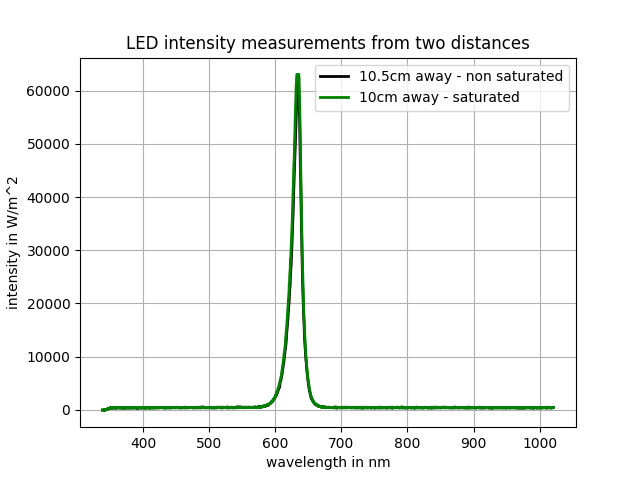 LED intensity measurements from two distances
10.5cm away - non saturated
10cm away - saturated
60000
50000
40000
30000
20000
10000
0
intensity in W/m^2
400 500 600 700 800 900 1000
wavelength in nm